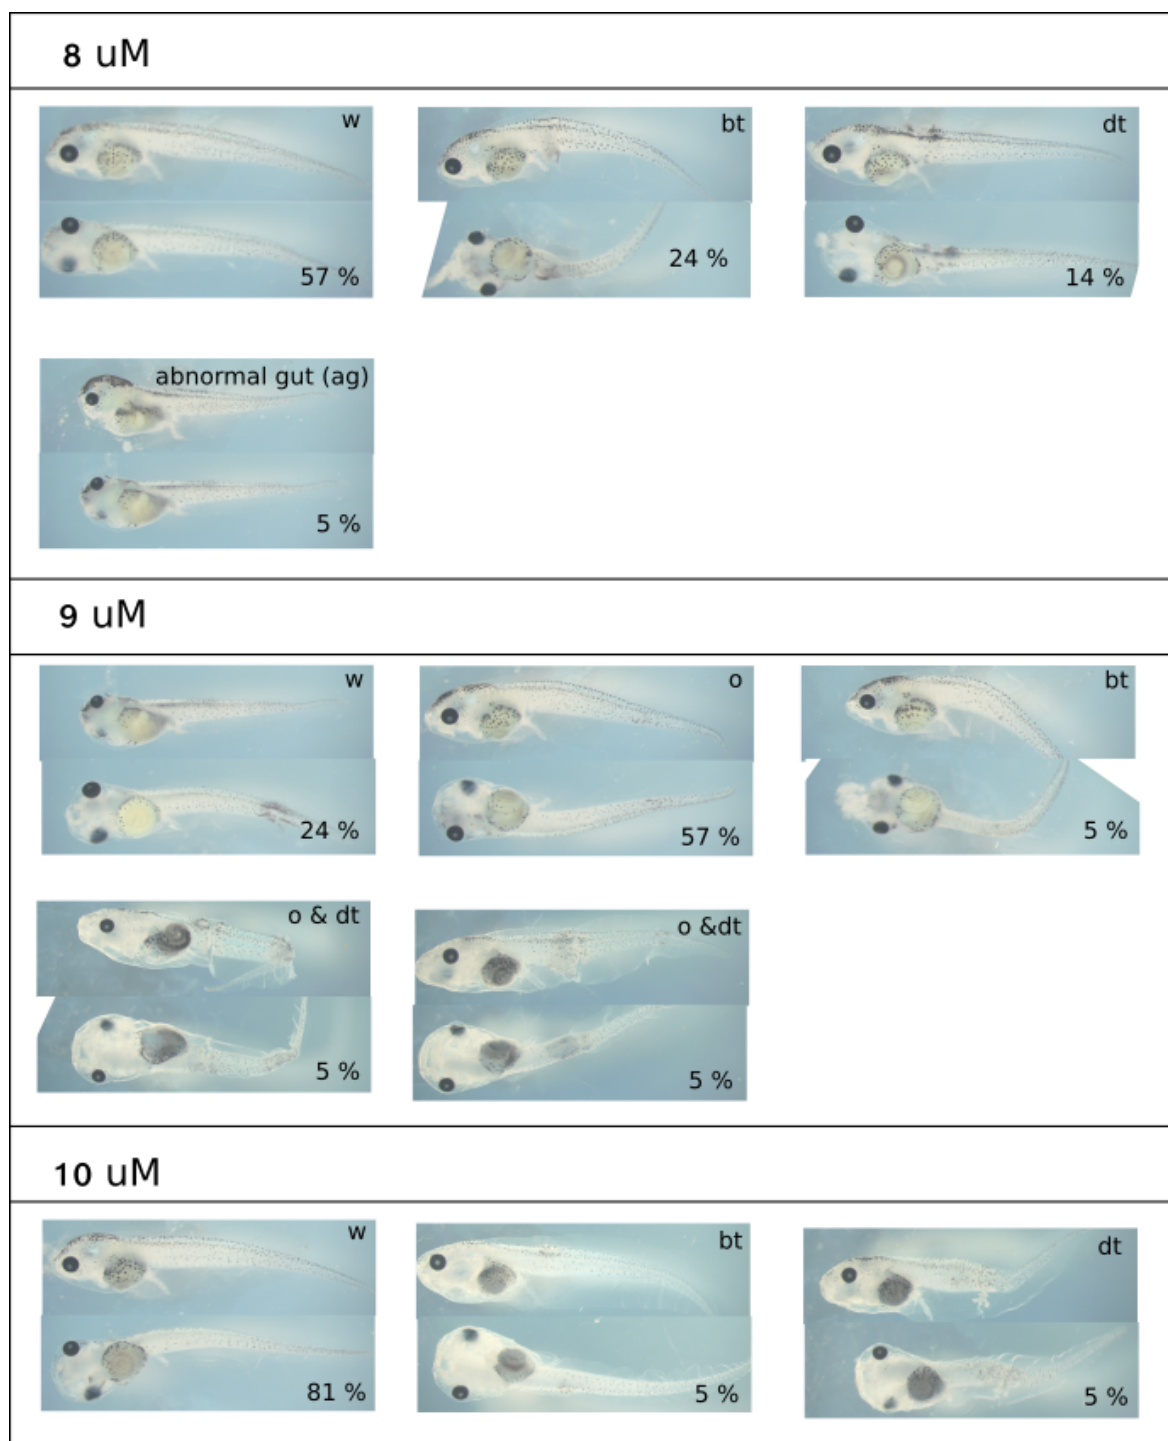 8 uM
w
bt
dt
57 %
24 %
14 %
abnormal gut (ag)
5 %
9 uM
w
o
bt
24 %
57 %
5 %
o & dt
o &dt
5 %
5 %
10 uM
w
bt
dt
81 %
5 %
5 %